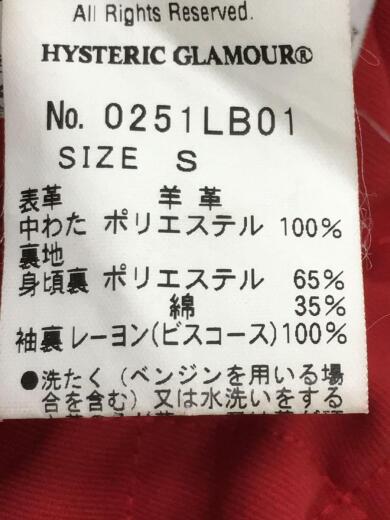 All Rights Reserved.
HYSTERIC GLAMOUR®
No. 0251LB01
SIZE S
表革 羊革
中わた ポリエステル 100%
裏地
身頃裏 ポリエステル 65%
綿 35%
袖裏 レーヨン(ビスコース)100%
●洗たく（ベンジンを用いる場
合を含む）又は水洗いをする